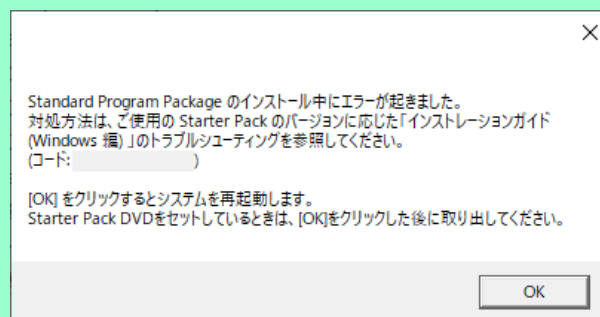 Standard Program Package のインストール中にエラーが起きました。
対処方法は、ご使用の Starter Pack のバージョンに応じた「インストレーションガイド
(Windows 編) 」のトラブルシューティングを参照してください。
(コード: )
[OK] をクリックするとシステムを再起動します。
Starter Pack DVDをセットしているときは、[OK]をクリックした後に取り出してください。
OK